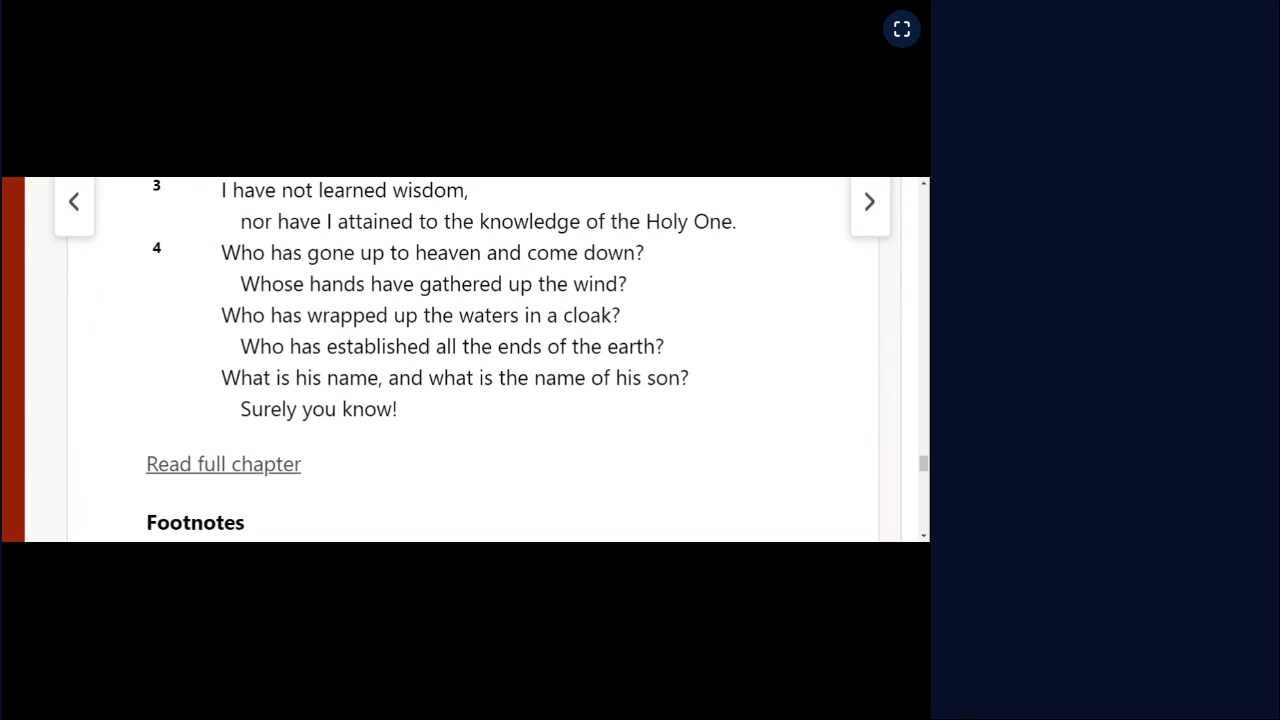 3 I have not learned wisdom,
nor have I attained to the knowledge of the Holy One.
4 Who has gone up to heaven and come down?
Whose hands have gathered up the wind?
Who has wrapped up the waters in a cloak?
Who has established all the ends of the earth?
What is his name, and what is the name of his son?
Surely you know!
Read full chapter
Footnotes